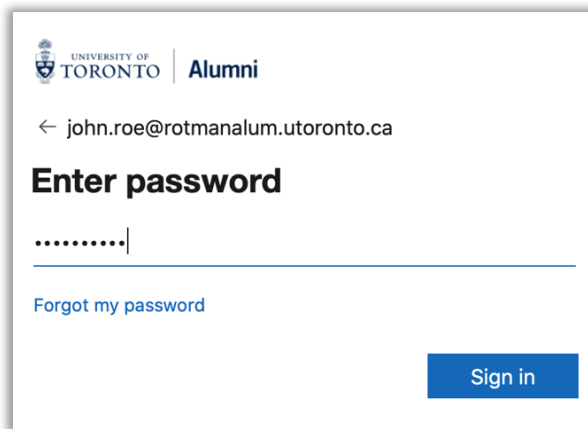 UNIVERSITY OF
TORONTO Alumni
← john.roe@rotmanalum.utoronto.ca
Enter password
••••••••••
Forgot my password
Sign in